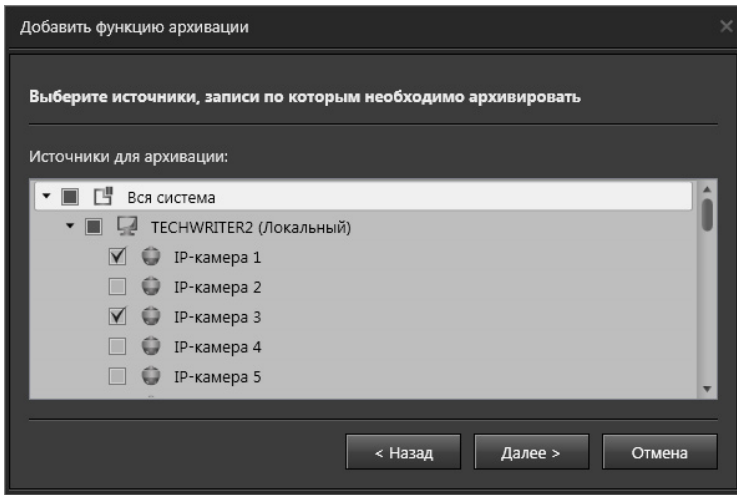 Добавить функцию архивации
Выберите источники, записи по которым необходимо архивировать
Источники для архивации:
Вся система
TECHWRITER2 (Локальный)
IP-камера 1
IP-камера 2
IP-камера 3
IP-камера 4
IP-камера 5
< Назад Далее > Отмена